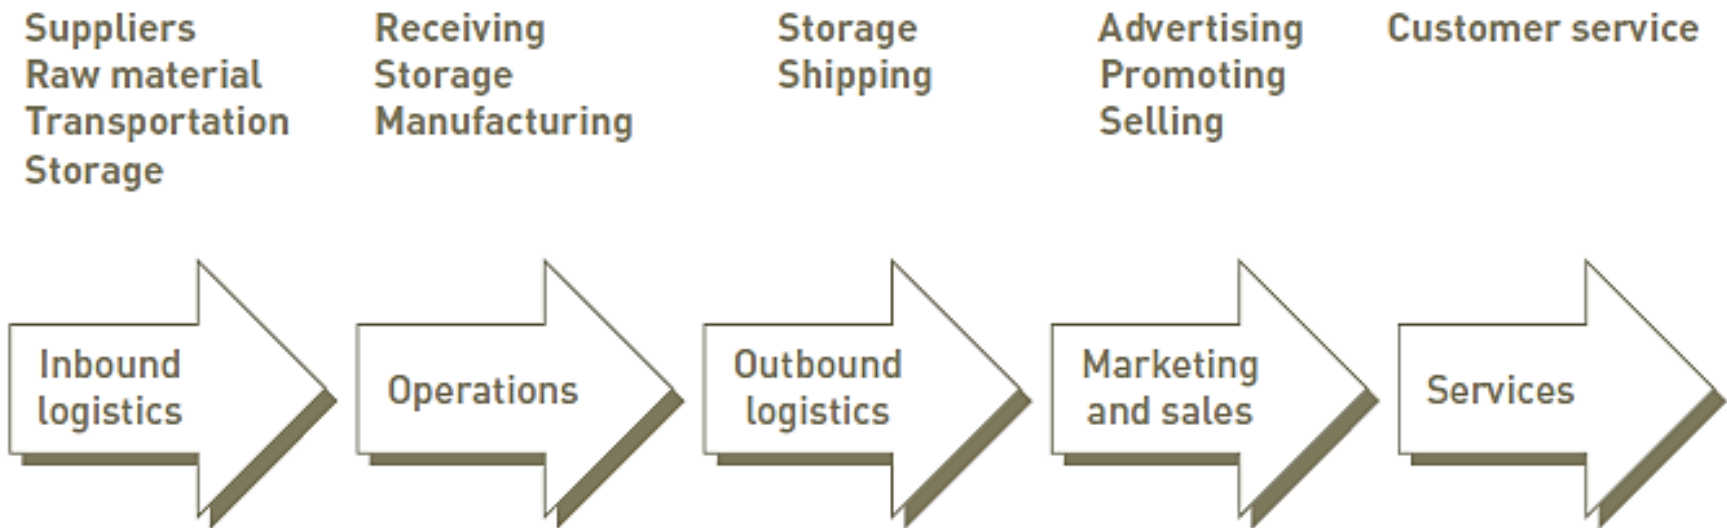 Suppliers
Raw material
Transportation
Storage
Receiving
Storage
Manufacturing
Storage
Shipping
Advertising
Promoting
Selling
Customer service
Inbound
logistics
Operations
Outbound
logistics
Marketing
and sales
Services